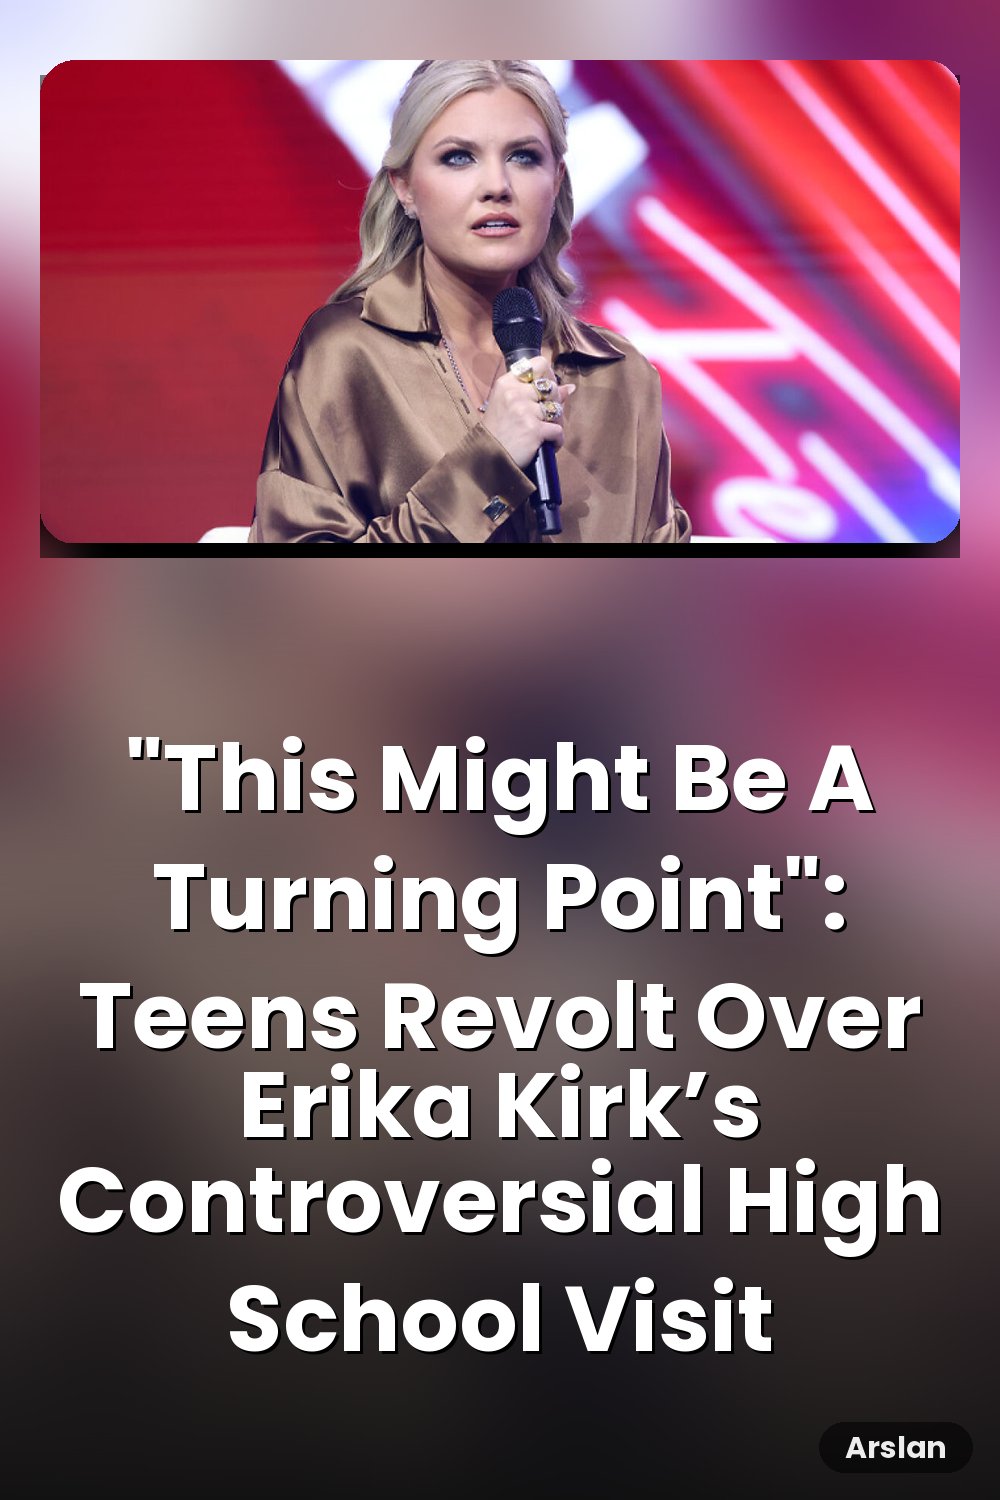 "This Might Be A
Turning Point":
Teens Revolt Over
Erika Kirk’s
Controversial High
School Visit
Arslan